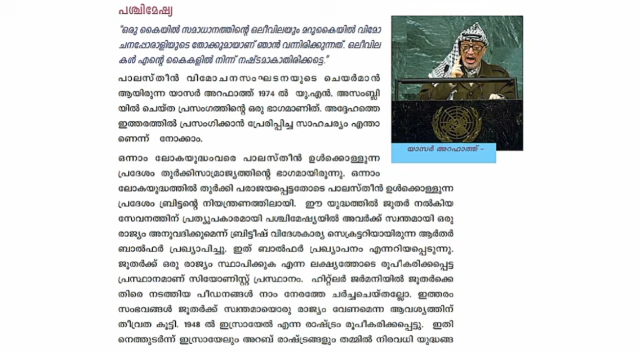 പശ്ചിമേഷ്യ
"ഒരു കൈയിൽ സമാധാനത്തിന്റെ ഒലീവിലയും മറുകൈയിൽ വിമോ
ചനപ്പോരാളിയുടെ തോക്കുമായാണ് ഞാൻ വന്നിരിക്കുന്നത്. ഒലീവില
കൾ എന്റെ കൈകളിൽ നിന്ന് നഷ്ടമാകാതിരിക്കട്ടെ."
പാലസ്തീൻ വിമോചനസംഘടനയുടെ ചെയർമാൻ
ആയിരുന്ന യാസർ അറഫാത്ത് 1974 ൽ യു.എൻ. അസംബ്ലി
യിൽ ചെയ്ത പ്രസംഗത്തിന്റെ ഒരു ഭാഗമാണിത്. അദ്ദേഹത്തെ
ഇത്തരത്തിൽ പ്രസംഗിക്കാൻ പ്രേരിപ്പിച്ച സാഹചര്യം എന്താ
ണെന്ന് നോക്കാം.
യാസർ അറഫാത്ത് -
ഒന്നാം ലോകയുദ്ധംവരെ പാലസ്തീൻ ഉൾക്കൊള്ളുന്ന
പ്രദേശം തുർക്കിസാമ്രാജ്യത്തിന്റെ ഭാഗമായിരുന്നു. ഒന്നാം
ലോകയുദ്ധത്തിൽ തുർക്കി പരാജയപ്പെട്ടതോടെ പാലസ്തീൻ ഉൾക്കൊള്ളുന്ന
പ്രദേശം ബ്രിട്ടന്റെ നിയന്ത്രണത്തിലായി. ഈ യുദ്ധത്തിൽ ജൂതർ നൽകിയ
സേവനത്തിന് പ്രത്യുപകാരമായി പശ്ചിമേഷ്യയിൽ അവർക്ക് സ്വന്തമായി ഒരു
രാജ്യം അനുവദിക്കുമെന്ന് ബ്രിട്ടീഷ് വിദേശകാര്യ സെക്രട്ടറിയായിരുന്ന ആർതർ
ബാൽഫർ പ്രഖ്യാപിച്ചു. ഇത് ബാൽഫർ പ്രഖ്യാപനം എന്നറിയപ്പെടുന്നു.
ജൂതർക്ക് ഒരു രാജ്യം സ്ഥാപിക്കുക എന്ന ലക്ഷ്യത്തോടെ രൂപീകരിക്കപ്പെട്ട
പ്രസ്ഥാനമാണ് സിയോണിസ്റ്റ് പ്രസ്ഥാനം. ഹിറ്റ്ലർ ജർമനിയിൽ ജൂതർക്കെ
തിരെ നടത്തിയ പീഡനങ്ങൾ നാം നേരത്തേ ചർച്ചചെയ്തല്ലോ. ഇത്തരം
സംഭവങ്ങൾ ജൂതർക്ക് സ്വന്തമായൊരു രാജ്യം വേണമെന്ന ആവശ്യത്തിന്
തീവ്രത കൂട്ടി. 1948 ൽ ഇസ്രായേൽ എന്ന രാഷ്ട്രം രൂപീകരിക്കപ്പെട്ടു. ഇതി
നെത്തുടർന്ന് ഇസ്രായേലും അറബ് രാഷ്ട്രങ്ങളും തമ്മിൽ നിരവധി യുദ്ധങ്ങ